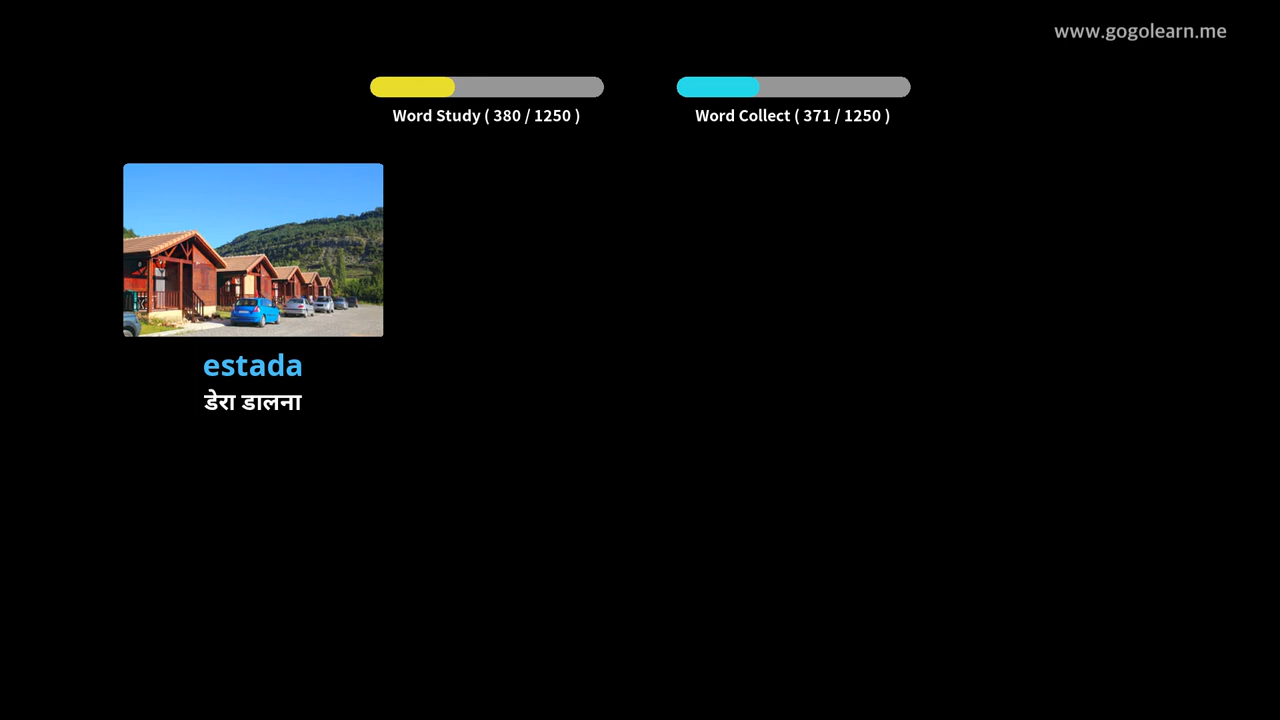 www.gogolearn.me
Word Study ( 380 / 1250 )
Word Collect ( 371 / 1250 )
estada
डेरा डालना